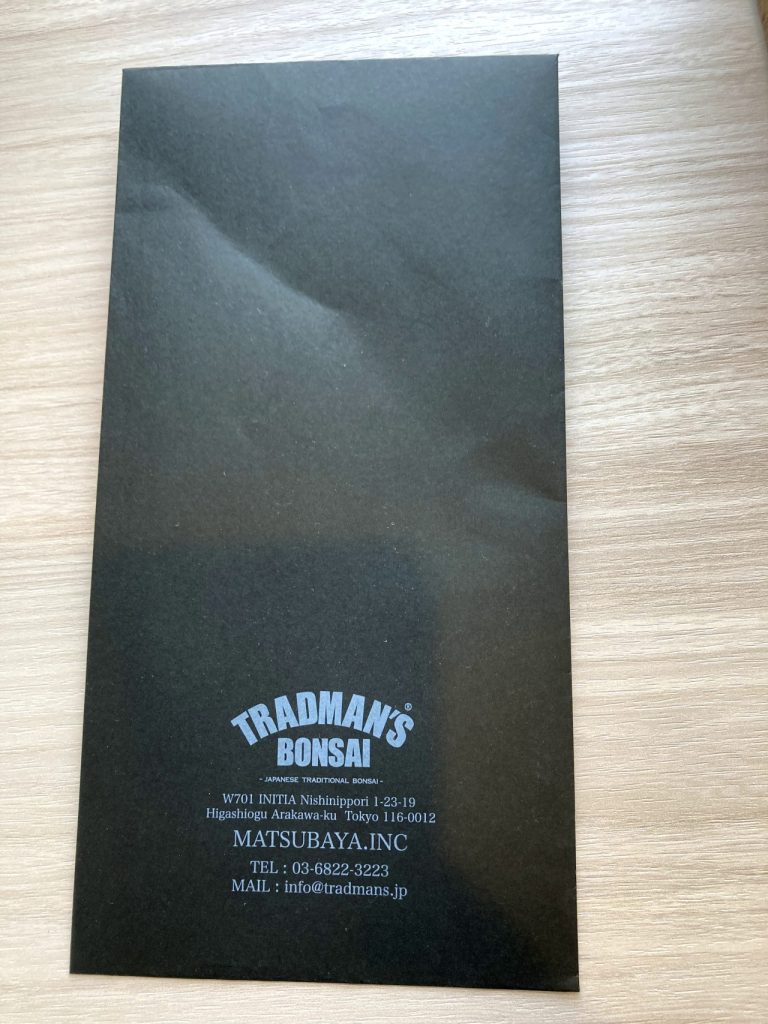 TRADMAN'S®
BONSAI
- JAPANESE TRADITIONAL BONSAI -
W701 INITIA Nishinippori 1-23-19
Higashiogu Arakawa-ku Tokyo 116-0012
MATSUBAYA.INC
TEL : 03-6822-3223
MAIL : info@tradmans.jp